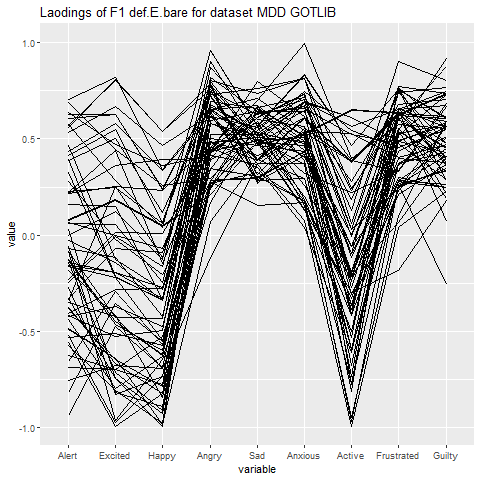 Laodings of F1 def.E.bare for dataset MDD GOTLIB
1.0
0.5
0.0
-0.5
-1.0
value
Alert Excited Happy Angry Sad Anxious Active Frustrated Guilty
variable